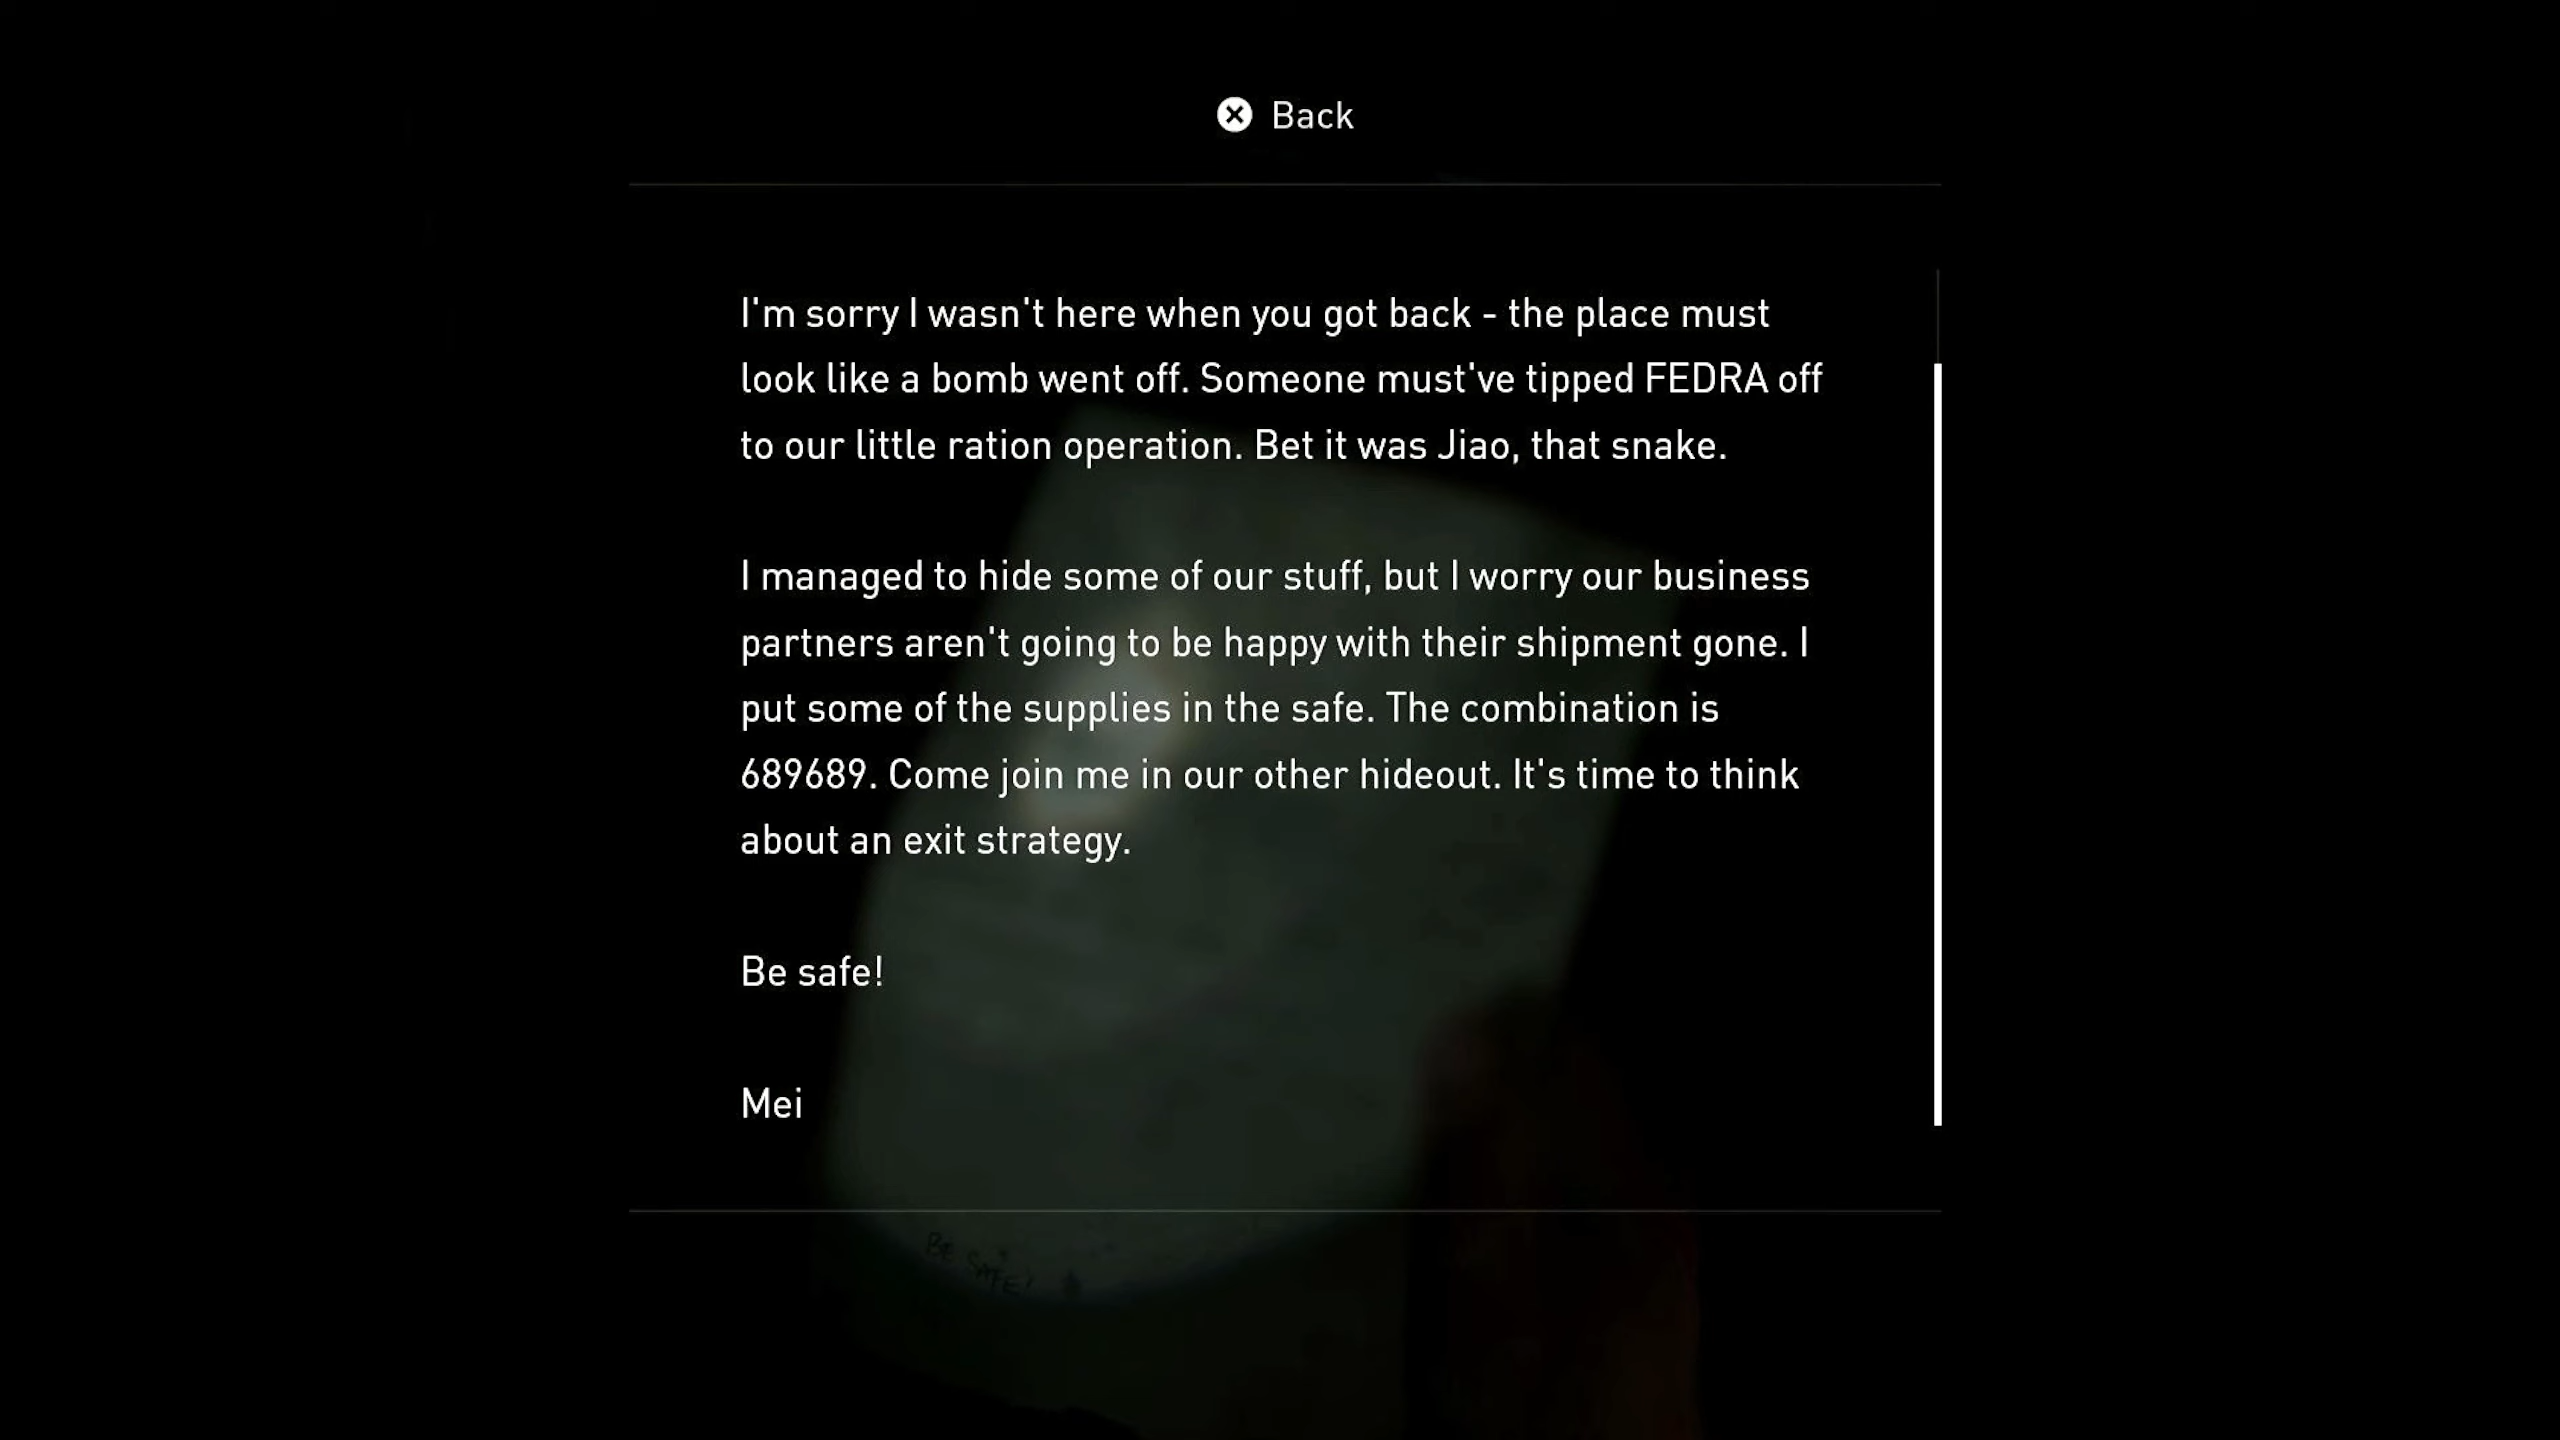 Back
I'm sorry I wasn't here when you got back - the place must
look like a bomb went off. Someone must've tipped FEDRA off
to our little ration operation. Bet it was Jiao, that snake.
I managed to hide some of our stuff, but I worry our business
partners aren't going to be happy with their shipment gone. I
put some of the supplies in the safe. The combination is
689689. Come join me in our other hideout. It's time to think
about an exit strategy.
Be safe!
Mei
BE SAFE!